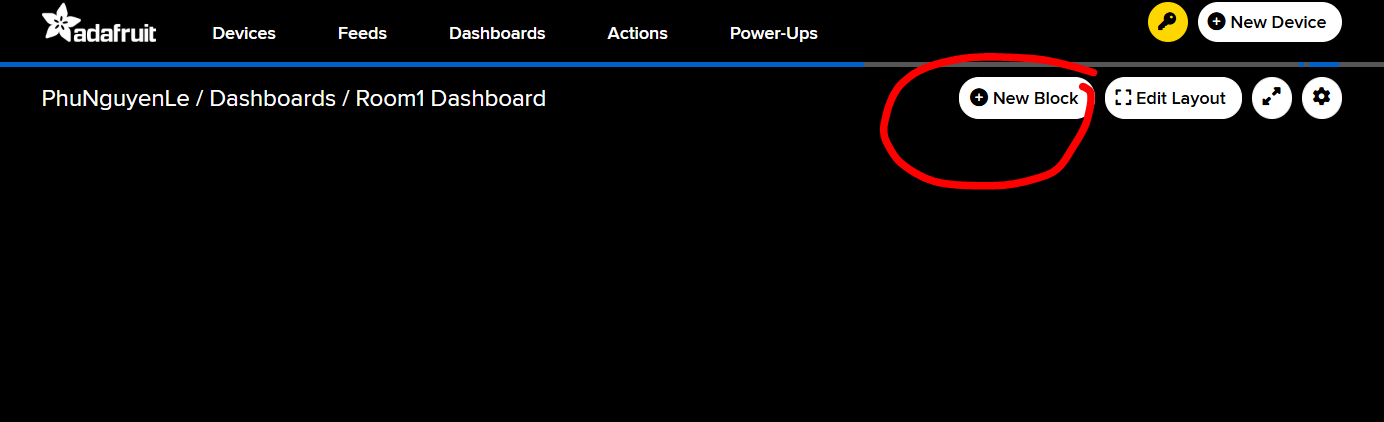 adafruit Devices Feeds Dashboards Actions Power-Ups New Device
PhuNguyenLe / Dashboards / Room1 Dashboard New Block Edit Layout